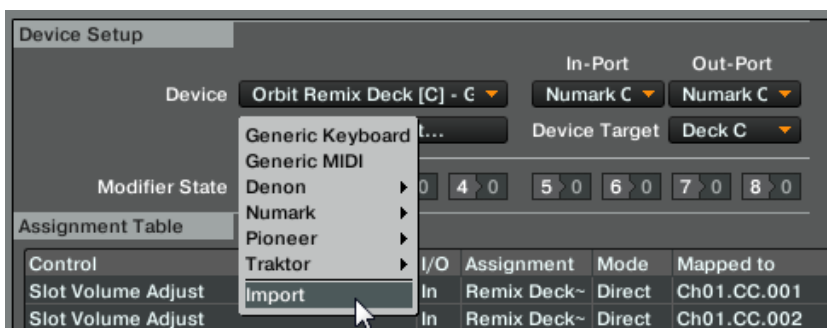 Device Setup
In-Port Out-Port
Device Orbit Remix Deck [C] - G Numark C Numark C
Generic Keyboard t... Device Target Deck C
Generic MIDI
Modifier State Denon 0 4 0 5 0 6 0 7 0 8 0
Numark
Assignment Table Pioneer
Control Traktor I/O Assignment Mode Mapped to
Slot Volume Adjust Import In Remix Deck~ Direct Ch01.CC.001
Slot Volume Adjust In Remix Deck~ Direct Ch01.CC.002